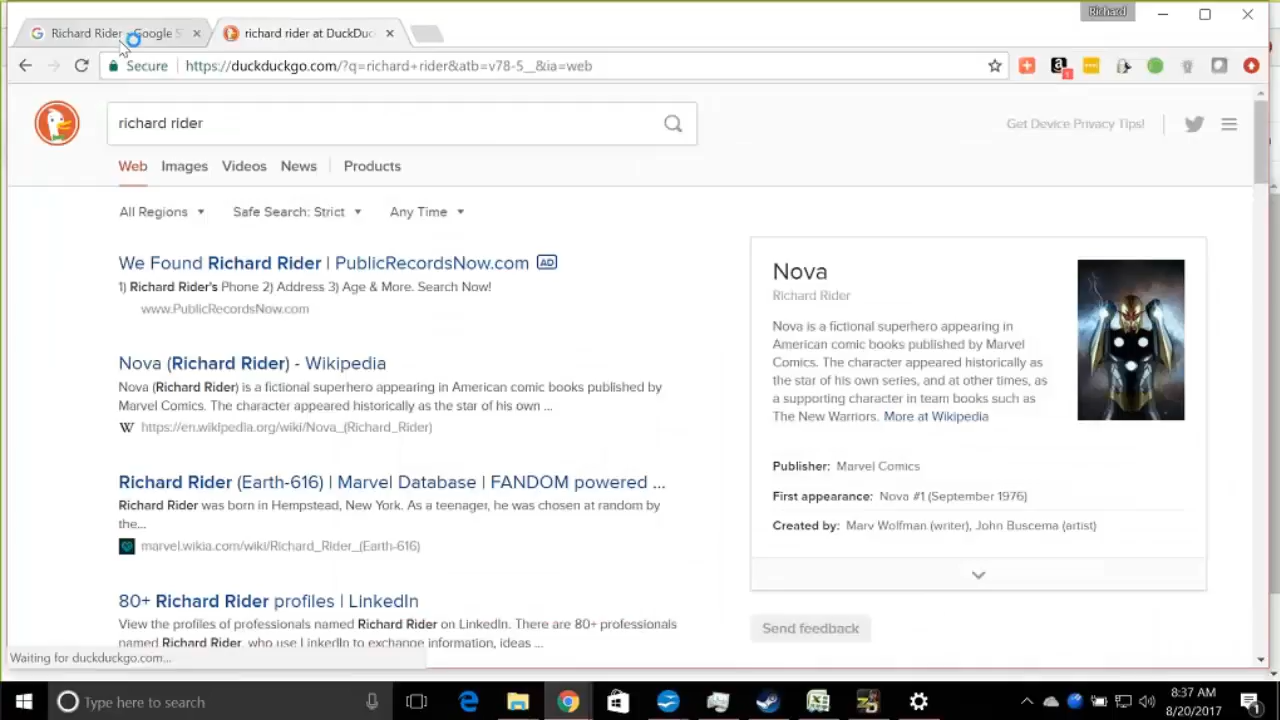 Richard
Richard Rider - Google S
richard rider at DuckDuc
Secure
https://duckduckgo.com/?q=richard+rider&atb=v78-5__&ia=web
1
richard rider
Get Device Privacy Tips!
Web
Images
Videos
News
Products
All Regions
Safe Search: Strict
Any Time
We Found Richard Rider | PublicRecordsNow.com AD
1) Richard Rider's Phone 2) Address 3) Age & More. Search Now!
www.PublicRecordsNow.com
Nova (Richard Rider) - Wikipedia
Nova (Richard Rider) is a fictional superhero appearing in American comic books published by
Marvel Comics. The character appeared historically as the star of his own ...
W https://en.wikipedia.org/wiki/Nova_(Richard_Rider)
Richard Rider (Earth-616) | Marvel Database | FANDOM powered ...
Richard Rider was born in Hempstead, New York. As a teenager, he was chosen at random by
the...
marvel.wikia.com/wiki/Richard_Rider_(Earth-616)
80+ Richard Rider profiles | LinkedIn
View the profiles of professionals named Richard Rider on LinkedIn. There are 80+ professionals
named Richard Rider, who use LinkedIn to exchange information, ideas ...
Nova
Richard Rider
Nova is a fictional superhero appearing in
American comic books published by Marvel
Comics. The character appeared historically as
the star of his own series, and at other times, as
a supporting character in team books such as
The New Warriors. More at Wikipedia
Publisher: Marvel Comics
First appearance: Nova #1 (September 1976)
Created by: Marv Wolfman (writer), John Buscema (artist)
Send feedback
Waiting for duckduckgo.com...
Type here to search
8:37 AM
8/20/2017
1